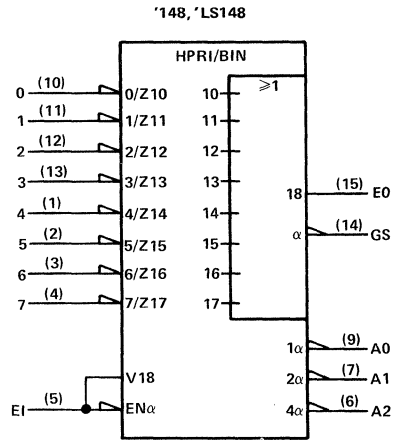 '148, 'LS148
HPRI/BIN
≥1
0 (10) 0/Z10 10
1 (11) 1/Z11 11
2 (12) 2/Z12 12
3 (13) 3/Z13 13
18 (15) E0
4 (1) 4/Z14 14
α (14) GS
5 (2) 5/Z15 15
6 (3) 6/Z16 16
7 (4) 7/Z17 17
1α (9) A0
V18 2α (7) A1
EI (5) ENα 4α (6) A2